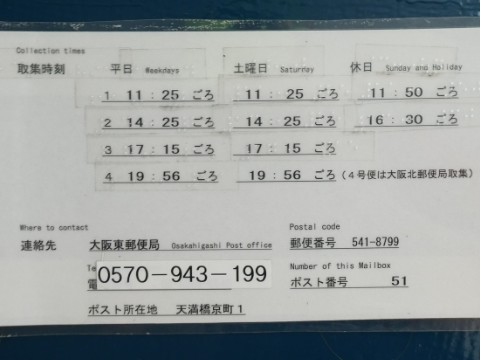 Collection times
取集時刻 平日 Weekdays 土曜日 Saturday 休日 Sunday and Holiday
1 11:25 ごろ 11:25 ごろ 11:50 ごろ
2 14:25 ごろ 14:25 ごろ 16:30 ごろ
3 17:15 ごろ 17:15 ごろ
4 19:56 ごろ 19:56 ごろ (4号便は大阪北郵便局取集)
Where to contact Postal code
連絡先 大阪東郵便局 Osakahigashi Post office 郵便番号 541-8799
Number of this Mailbox
0570-943-199 ポスト番号 51
ポスト所在地 天満橋京町1